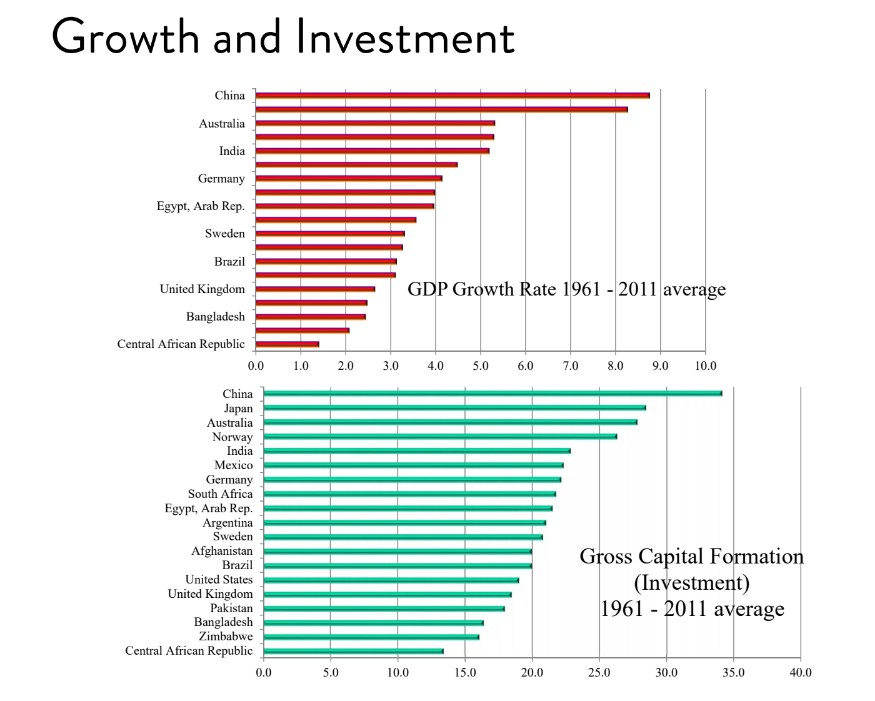 Growth and Investment
China
Australia
India
Germany
Egypt, Arab Rep.
Sweden
Brazil
United Kingdom
Bangladesh
Central African Republic
GDP Growth Rate 1961 - 2011 average
0.0 1.0 2.0 3.0 4.0 5.0 6.0 7.0 8.0 9.0 10.0
China
Japan
Australia
Norway
India
Mexico
Germany
South Africa
Egypt, Arab Rep.
Argentina
Sweden
Afghanistan
Brazil
United States
United Kingdom
Pakistan
Bangladesh
Zimbabwe
Central African Republic
Gross Capital Formation
(Investment)
1961 - 2011 average
0.0 5.0 10.0 15.0 20.0 25.0 30.0 35.0 40.0